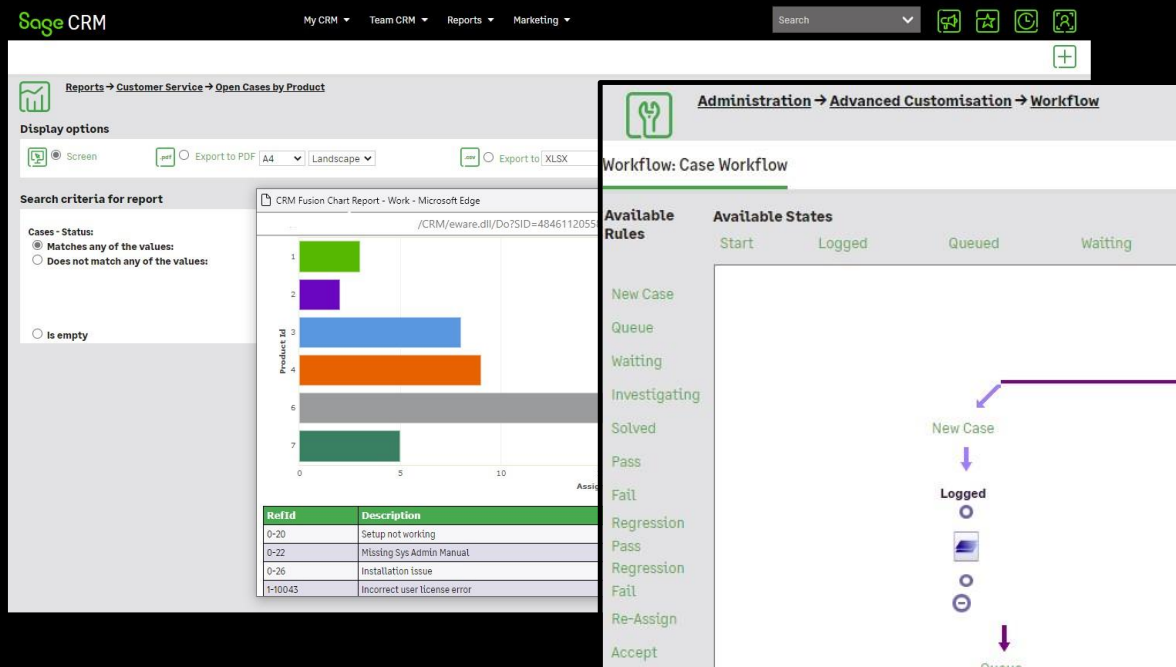 Sage CRM
My CRM Team CRM Reports Marketing Search
Reports → Customer Service → Open Cases by Product
Display options
Screen .pdf Export to PDF A4 Landscape Export to XLSX
Search criteria for report
Cases - Status:
Matches any of the values:
Does not match any of the values:
Is empty
CRM Fusion Chart Report - Work - Microsoft Edge
/CRM/eware.dll/Do?SID=4846112055
Product Id
1
2
3
4
6
7
0 5 10
Assig
RefId Description
0-20 Setup not working
0-22 Missing Sys Admin Manual
0-26 Installation issue
1-10043 Incorrect user license error
Administration → Advanced Customisation → Workflow
Workflow: Case Workflow
Available Rules
Available States
Start Logged Queued Waiting
New Case
Queue
Waiting
Investigating
Solved
Pass
Fail
Regression
Pass
Regression
Fail
Re-Assign
Accept
New Case
Logged
Queue